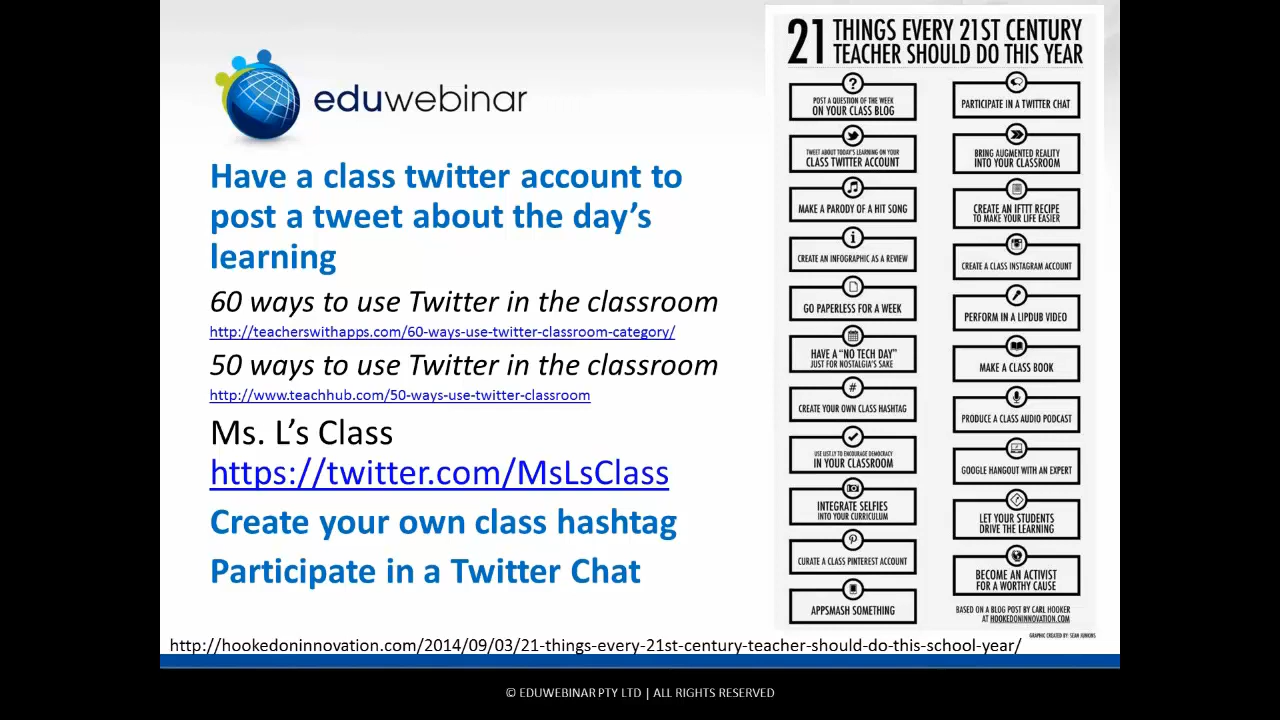 eduwebinar
Have a class twitter account to
post a tweet about the day's
learning
60 ways to use Twitter in the classroom
http://teacherswithapps.com/60-ways-use-twitter-classroom-category/
50 ways to use Twitter in the classroom
http://www.teachhub.com/50-ways-use-twitter-classroom
Ms. L's Class
https://twitter.com/MsLsClass
Create your own class hashtag
Participate in a Twitter Chat
21 THINGS EVERY 21ST CENTURY
TEACHER SHOULD DO THIS YEAR
?
POST A QUESTION OF THE WEEK
ON YOUR CLASS BLOG
TWEET ABOUT TODAY'S LEARNING ON YOUR
CLASS TWITTER ACCOUNT
MAKE A PARODY OF A HIT SONG
i
CREATE AN INFOGRAPHIC AS A REVIEW
GO PAPERLESS FOR A WEEK
HAVE A "NO TECH DAY"
JUST FOR NOSTALGIA'S SAKE
#
CREATE YOUR OWN CLASS HASHTAG
USE LIST.LY TO ENCOURAGE DEMOCRACY
IN YOUR CLASSROOM
INTEGRATE SELFIES
INTO YOUR CURRICULUM
CURATE A CLASS PINTEREST ACCOUNT
APPSMASH SOMETHING
PARTICIPATE IN A TWITTER CHAT
BRING AUGMENTED REALITY
INTO YOUR CLASSROOM
CREATE AN IFTTT RECIPE
TO MAKE YOUR LIFE EASIER
CREATE A CLASS INSTAGRAM ACCOUNT
PERFORM IN A LIPDUB VIDEO
MAKE A CLASS BOOK
PRODUCE A CLASS AUDIO PODCAST
GOOGLE HANGOUT WITH AN EXPERT
LET YOUR STUDENTS
DRIVE THE LEARNING
BECOME AN ACTIVIST
FOR A WORTHY CAUSE
BASED ON A BLOG POST BY CARL HOOKER
AT HOOKEDONINNOVATION.COM
GRAPHIC CREATED BY: SEAN JUNKINS
http://hookedoninnovation.com/2014/09/03/21-things-every-21st-century-teacher-should-do-this-school-year/
© EDUWEBINAR PTY LTD | ALL RIGHTS RESERVED